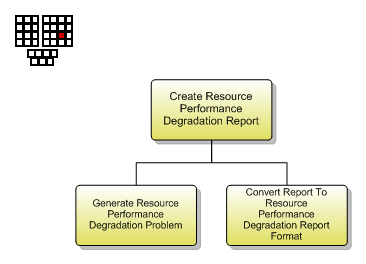 Create Resource
Performance
Degradation Report
Generate Resource
Performance
Degradation Problem
Convert Report To
Resource
Performance
Degradation Report
Format